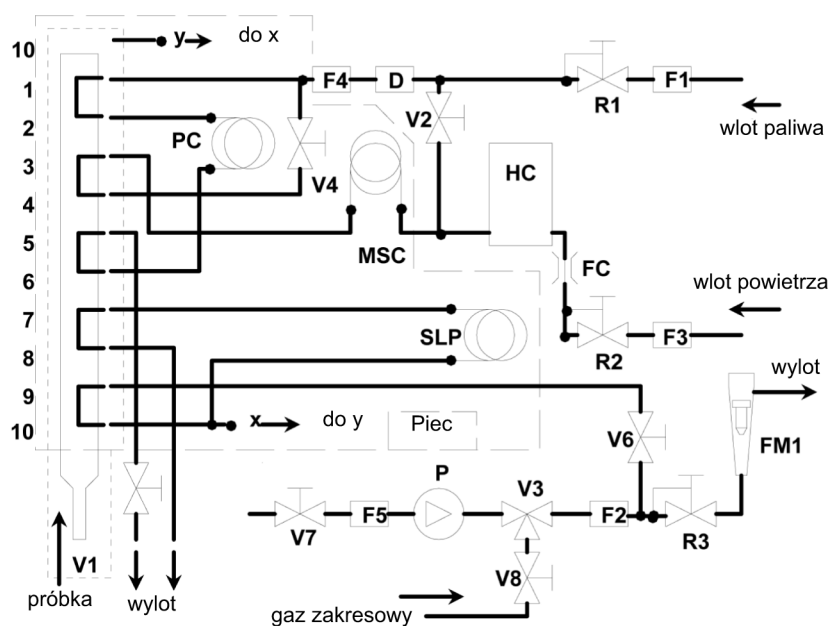 10 y do x
1 F4 D F1
R1
2 PC V2 wlot paliwa
3 V4 HC
4
5 MSC FC
6 wlot powietrza
7 SLP F3
8 R2 wylot
9
10 x do y Piec V6
FM1
P V3
F5 F2
V7 R3
V1 V8
próbka wylot gaz zakresowy